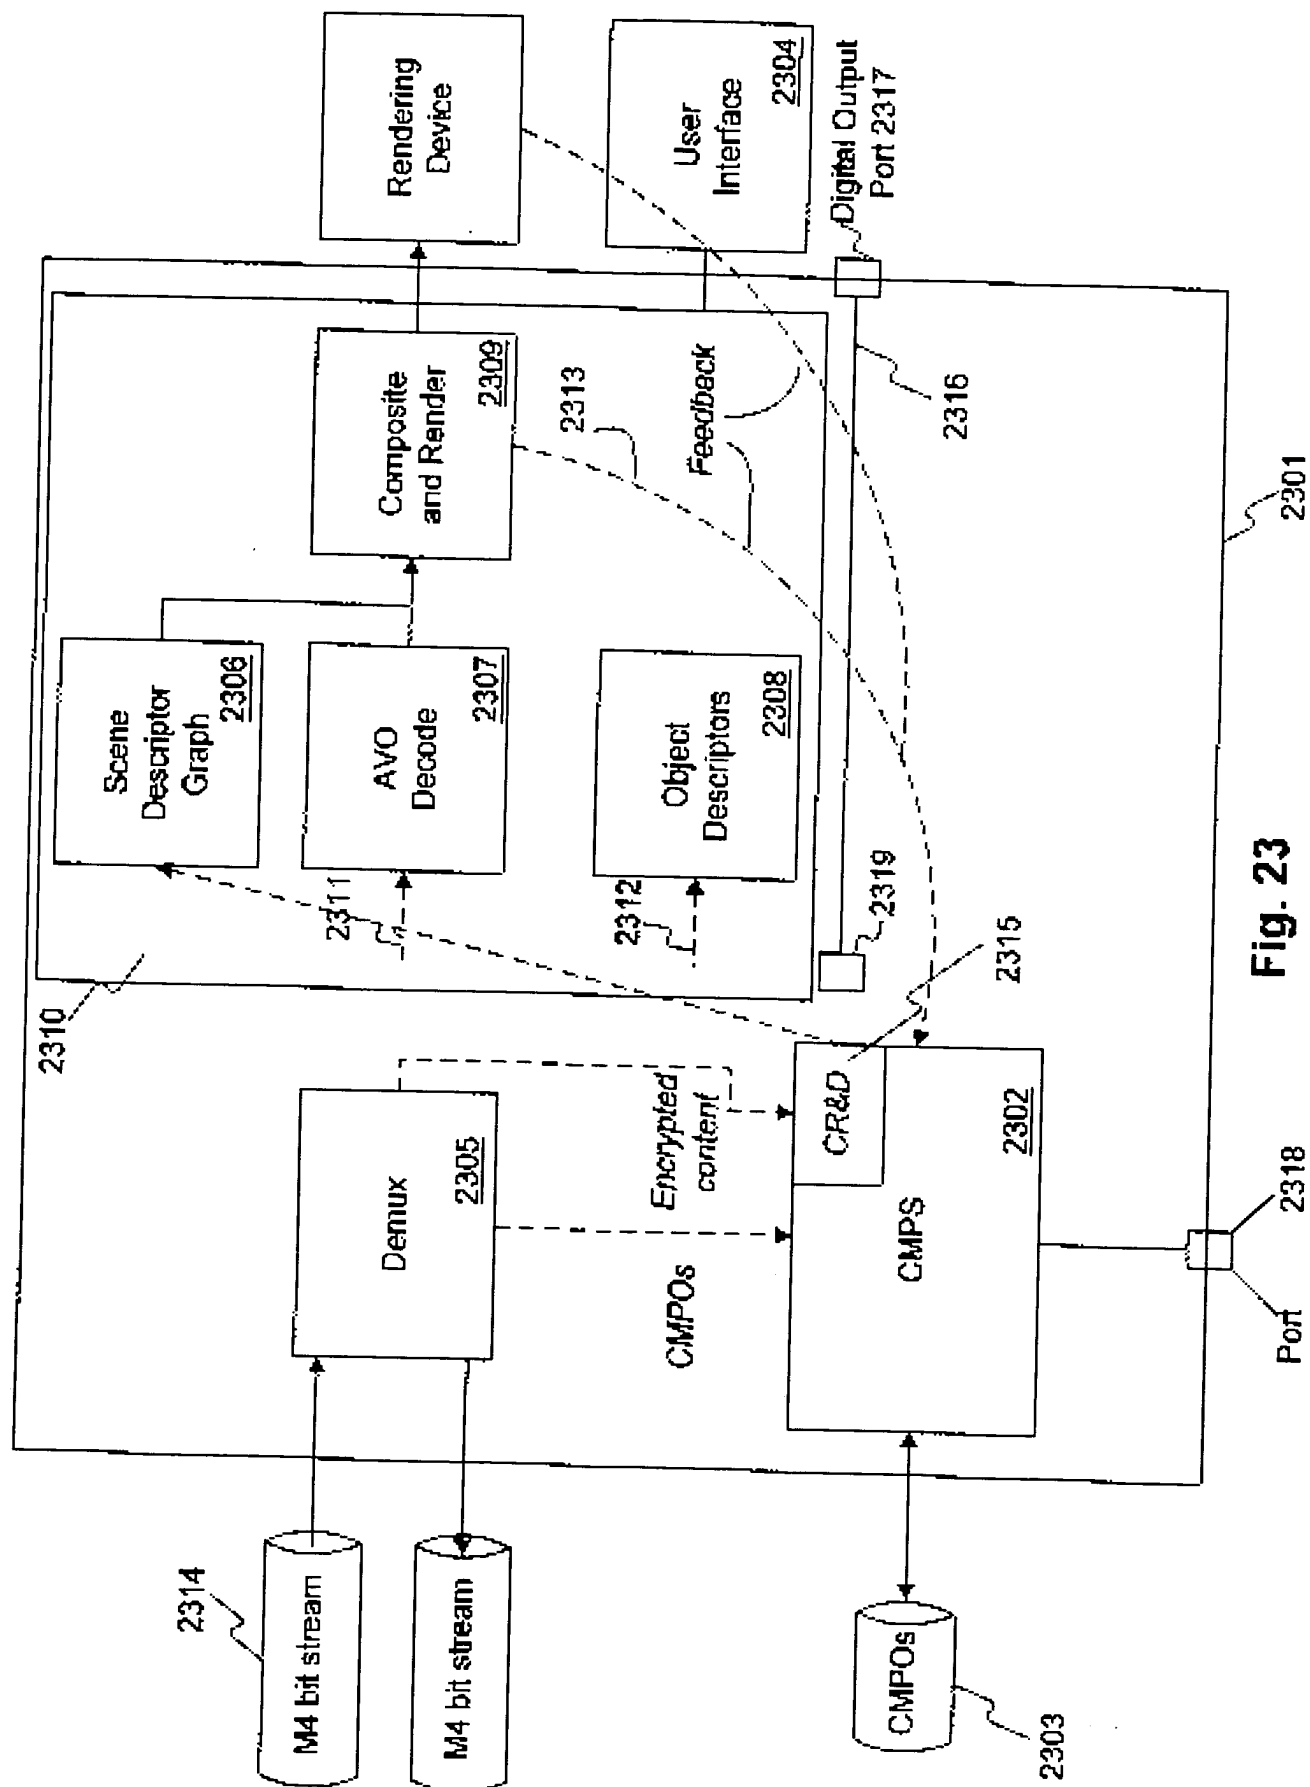 M4 bit stream
2314
M4 bit stream
CMPOs
2303
Demux
2305
CMPOs
Encrypted
content
CMPS
2302
CR&D
2315
Port
2318
2310
Scene
Descriptor
Graph
2306
AVO
Decode
2307
Object
Descriptors
2308
2311
2312
2319
Composite
and Render
2309
2313
Feedback
2316
2301
Rendering
Device
User
Interface
2304
Digital Output
Port 2317
Fig. 23